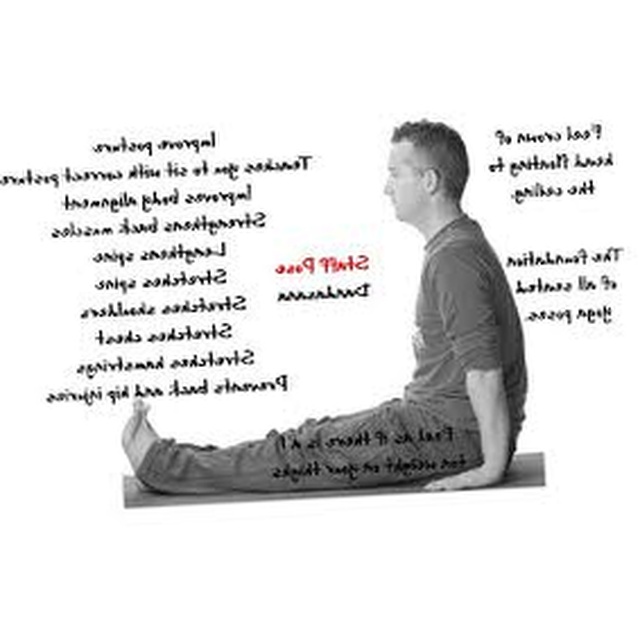 Improve posture
Teaches you to sit with correct posture
Improves body alignment
Strengthens back muscles
Lengthens spine
Stretches spine
Stretches shoulders
Stretches chest
Stretches hamstrings
Prevents back and hip injuries
Staff Pose
Dandasana
Feel crown of
head floating to
the ceiling.
The foundation
of all seated
yoga poses.
Feel as if there is a 1
ton weight on your thighs